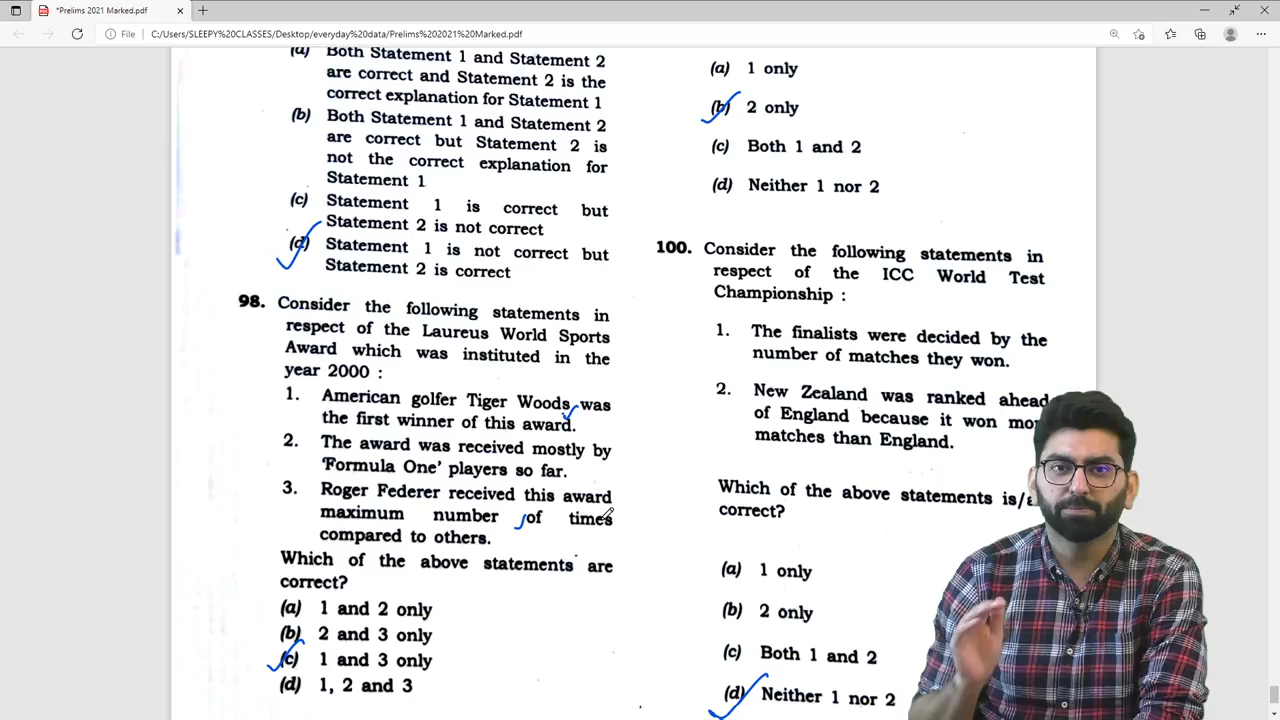 *Prelims 2021 Marked.pdf
File
C:/Users/SLEEPY%20CLASSES/Desktop/everyday%20data/Prelims%202021%20Marked.pdf
(a) Both Statement 1 and Statement 2
are correct and Statement 2 is the
correct explanation for Statement 1
(b) Both Statement 1 and Statement 2
are correct but Statement 2 is
not the correct explanation for
Statement 1
(c) Statement 1 is correct but
Statement 2 is not correct
(d) Statement 1 is not correct but
Statement 2 is correct
98. Consider the following statements in
respect of the Laureus World Sports
Award which was instituted in the
year 2000 :
1. American golfer Tiger Woods was
the first winner of this award.
2. The award was received mostly by
'Formula One' players so far.
3. Roger Federer received this award
maximum number of times
compared to others.
Which of the above statements are
correct?
(a) 1 and 2 only
(b) 2 and 3 only
(c) 1 and 3 only
(d) 1, 2 and 3
(a) 1 only
(b) 2 only
(c) Both 1 and 2
(d) Neither 1 nor 2
100. Consider the following statements in
respect of the ICC World Test
Championship :
1. The finalists were decided by the
number of matches they won.
2. New Zealand was ranked ahead
of England because it won
matches than England.
Which of the above statements
correct?
(a) 1 only
(b) 2 only
(c) Both 1 and 2
(d) Neither 1 nor 2